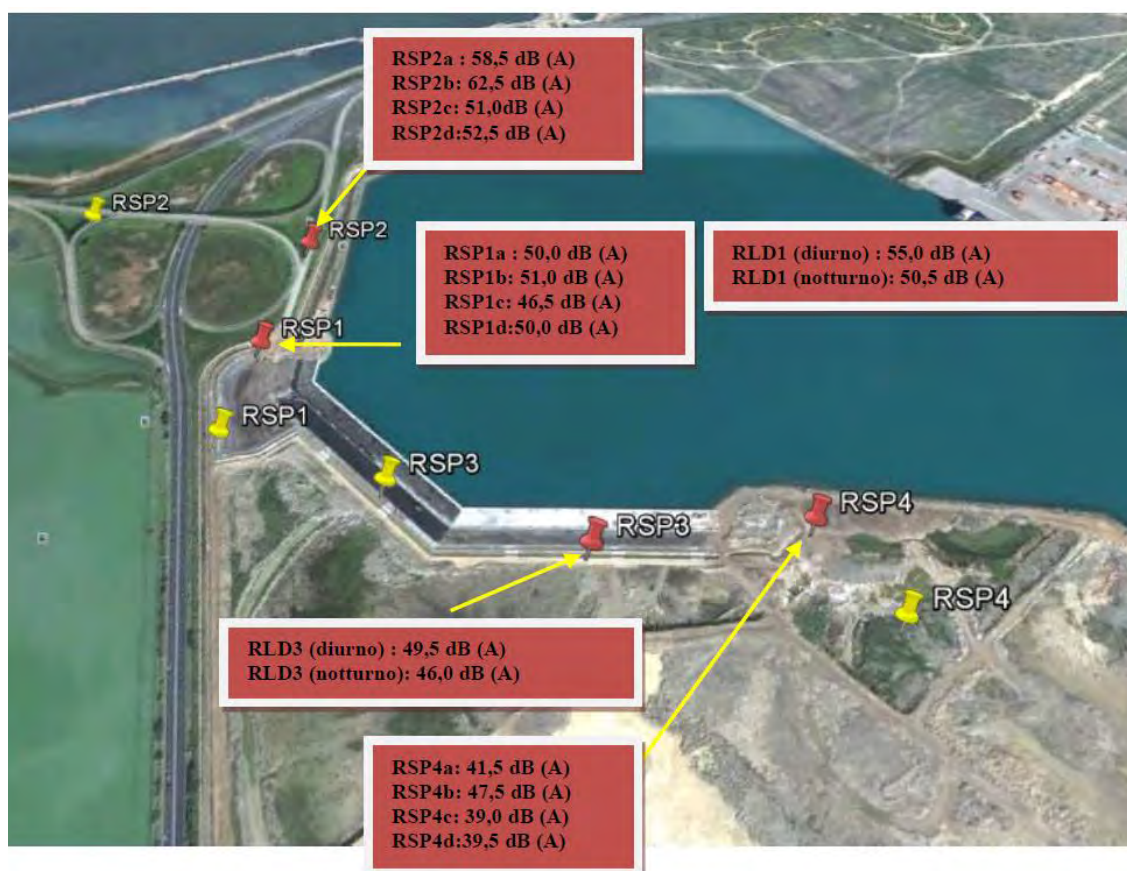 RSP2a : 58,5 dB (A)
RSP2b: 62,5 dB (A)
RSP2c: 51,0dB (A)
RSP2d:52,5 dB (A)
RSP2
RSP2
RSP1a : 50,0 dB (A)
RSP1b: 51,0 dB (A)
RSP1c: 46,5 dB (A)
RSP1d:50,0 dB (A)
RLD1 (diurno) : 55,0 dB (A)
RLD1 (notturno): 50,5 dB (A)
RSP1
RSP1
RSP3
RSP3
RSP4
RSP4
RLD3 (diurno) : 49,5 dB (A)
RLD3 (notturno): 46,0 dB (A)
RSP4a: 41,5 dB (A)
RSP4b: 47,5 dB (A)
RSP4c: 39,0 dB (A)
RSP4d:39,5 dB (A)